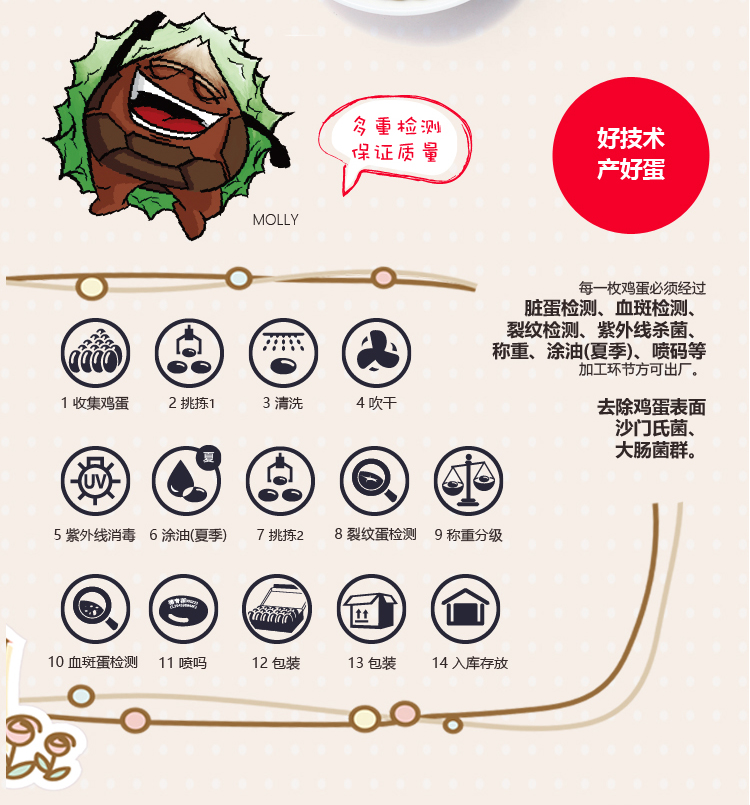 多重检测
保证质量
好技术
产好蛋
MOLLY
每一枚鸡蛋必须经过
脏蛋检测、血斑检测、
裂纹检测、紫外线杀菌、
称重、涂油(夏季)、喷码等
加工环节方可出厂。
去除鸡蛋表面
沙门氏菌、
大肠菌群。
1 收集鸡蛋
2 挑拣1
3 清洗
4 吹干
UV
夏
5 紫外线消毒
6 涂油(夏季)
7 挑拣2
8 裂纹蛋检测
9 称重分级
10 血斑蛋检测
11 喷吗
12 包装
13 包装
14 入库存放